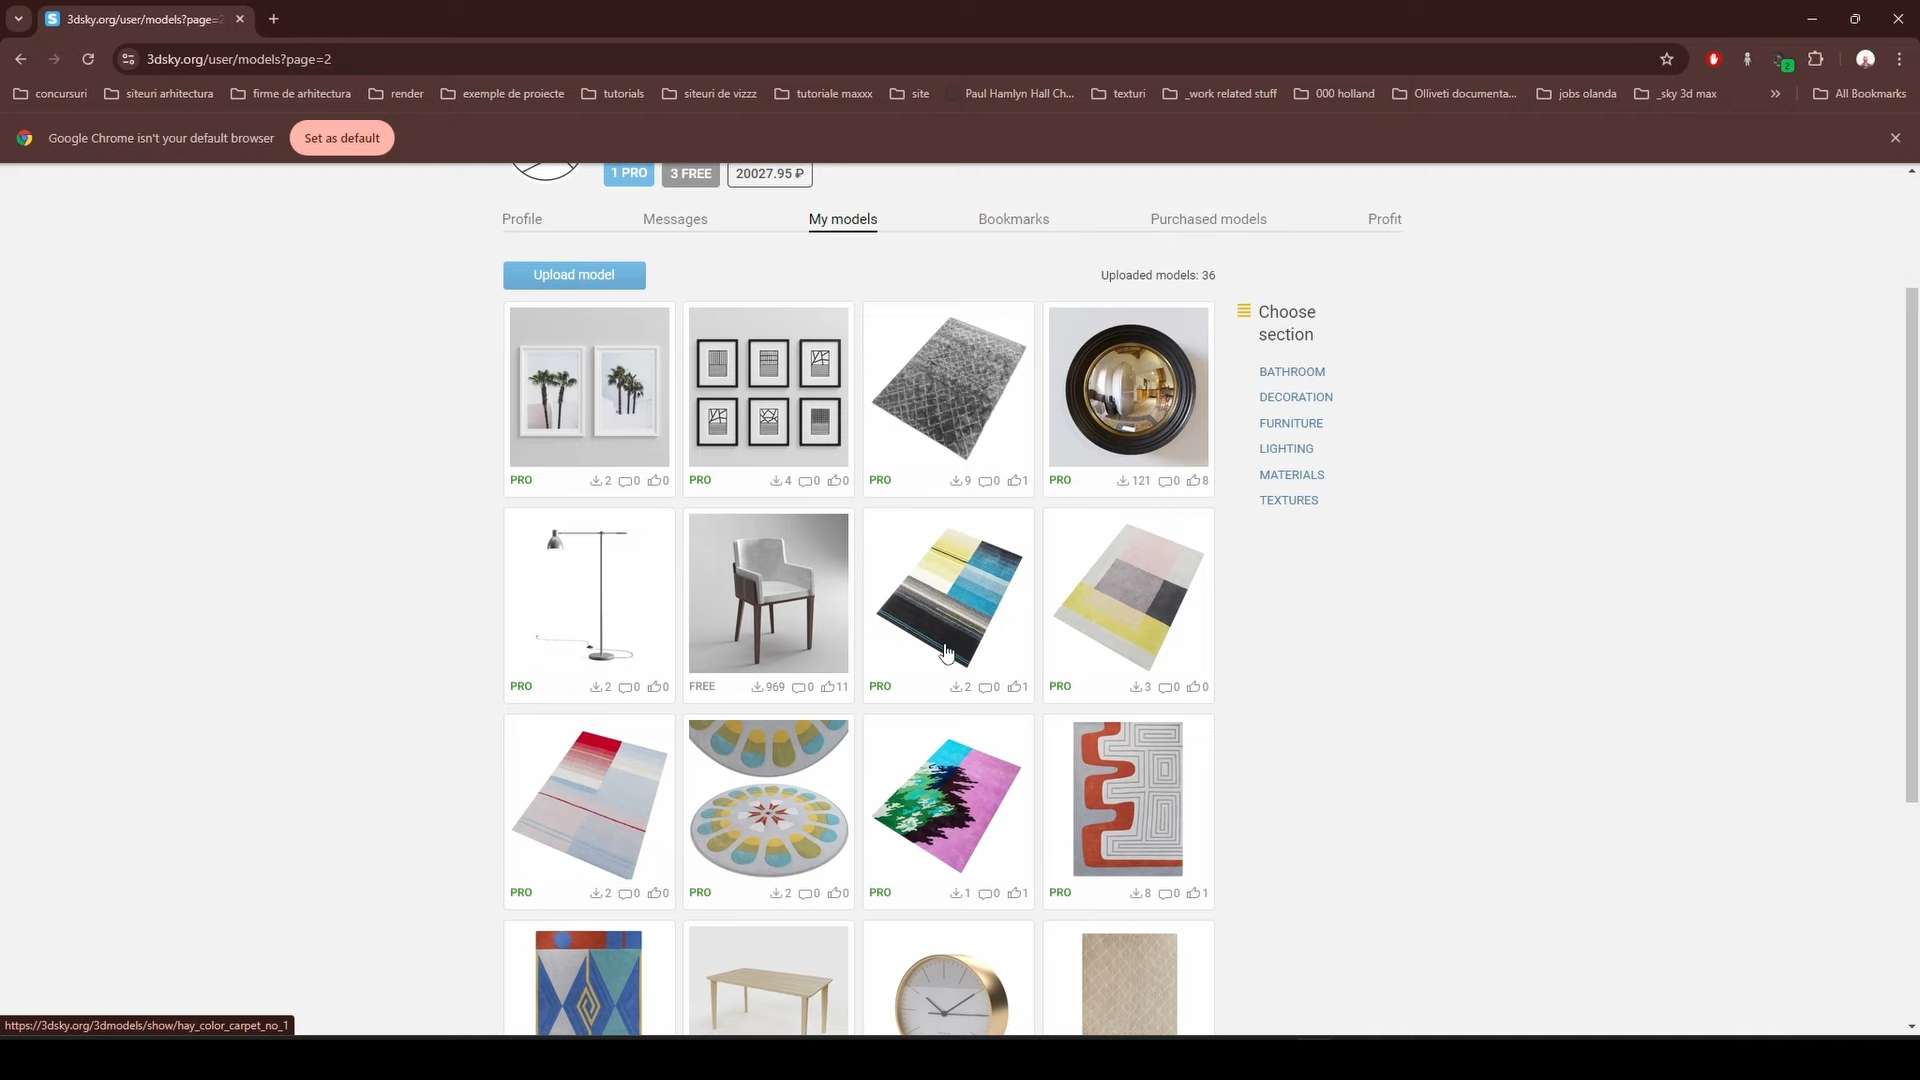 3dsky.org/user/models?page=2
3dsky.org/user/models?page=2
concursuri
siteuri arhitectura
firme de arhitectura
render
exemple de proiecte
tutorials
siteuri de vizzz
tutoriale maxxx
site
Paul Hamlyn Hall Ch...
texturi
_work related stuff
000 holland
Olliveti documenta...
jobs olanda
_sky 3d max
»
All Bookmarks
2
Google Chrome isn't your default browser
Set as default
1 PRO
3 FREE
20027.95 ₽
Profile
Messages
My models
Bookmarks
Purchased models
Profit
Upload model
Uploaded models: 36
Choose
section
BATHROOM
DECORATION
FURNITURE
LIGHTING
MATERIALS
TEXTURES
PRO 2 0 0
PRO 4 0 0
PRO 9 0 1
PRO 121 0 8
PRO 2 0 0
FREE 969 0 11
PRO 2 0 1
PRO 3 0 0
PRO 2 0 0
PRO 2 0 0
PRO 1 0 1
PRO 8 0 1
https://3dsky.org/3dmodels/show/hay_color_carpet_no_1